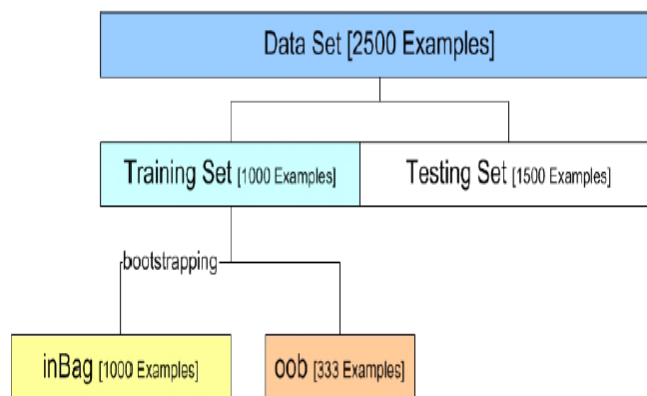 Data Set [2500 Examples]
Training Set [1000 Examples]
Testing Set [1500 Examples]
bootstrapping
inBag [1000 Examples]
oob [333 Examples]